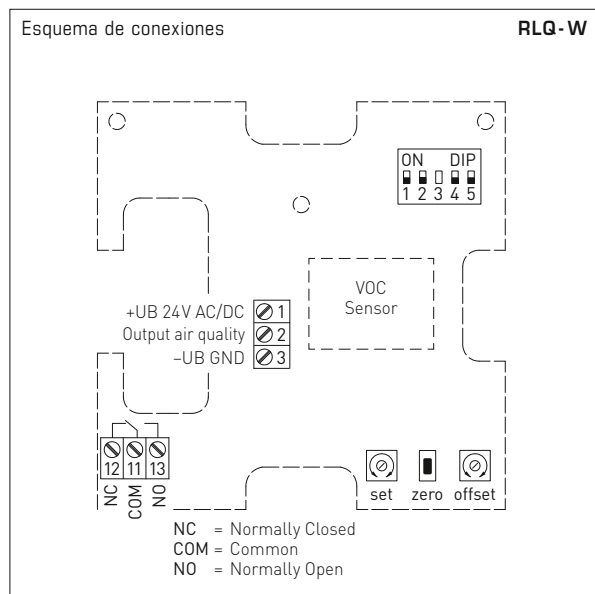 Esquema de conexiones RLQ-W
ON DIP
1 2 3 4 5
VOC
Sensor
+UB 24V AC/DC 1
Output air quality 2
–UB GND 3
12 11 13
NC COM NO
set zero offset
NC = Normally Closed
COM = Common
NO = Normally Open